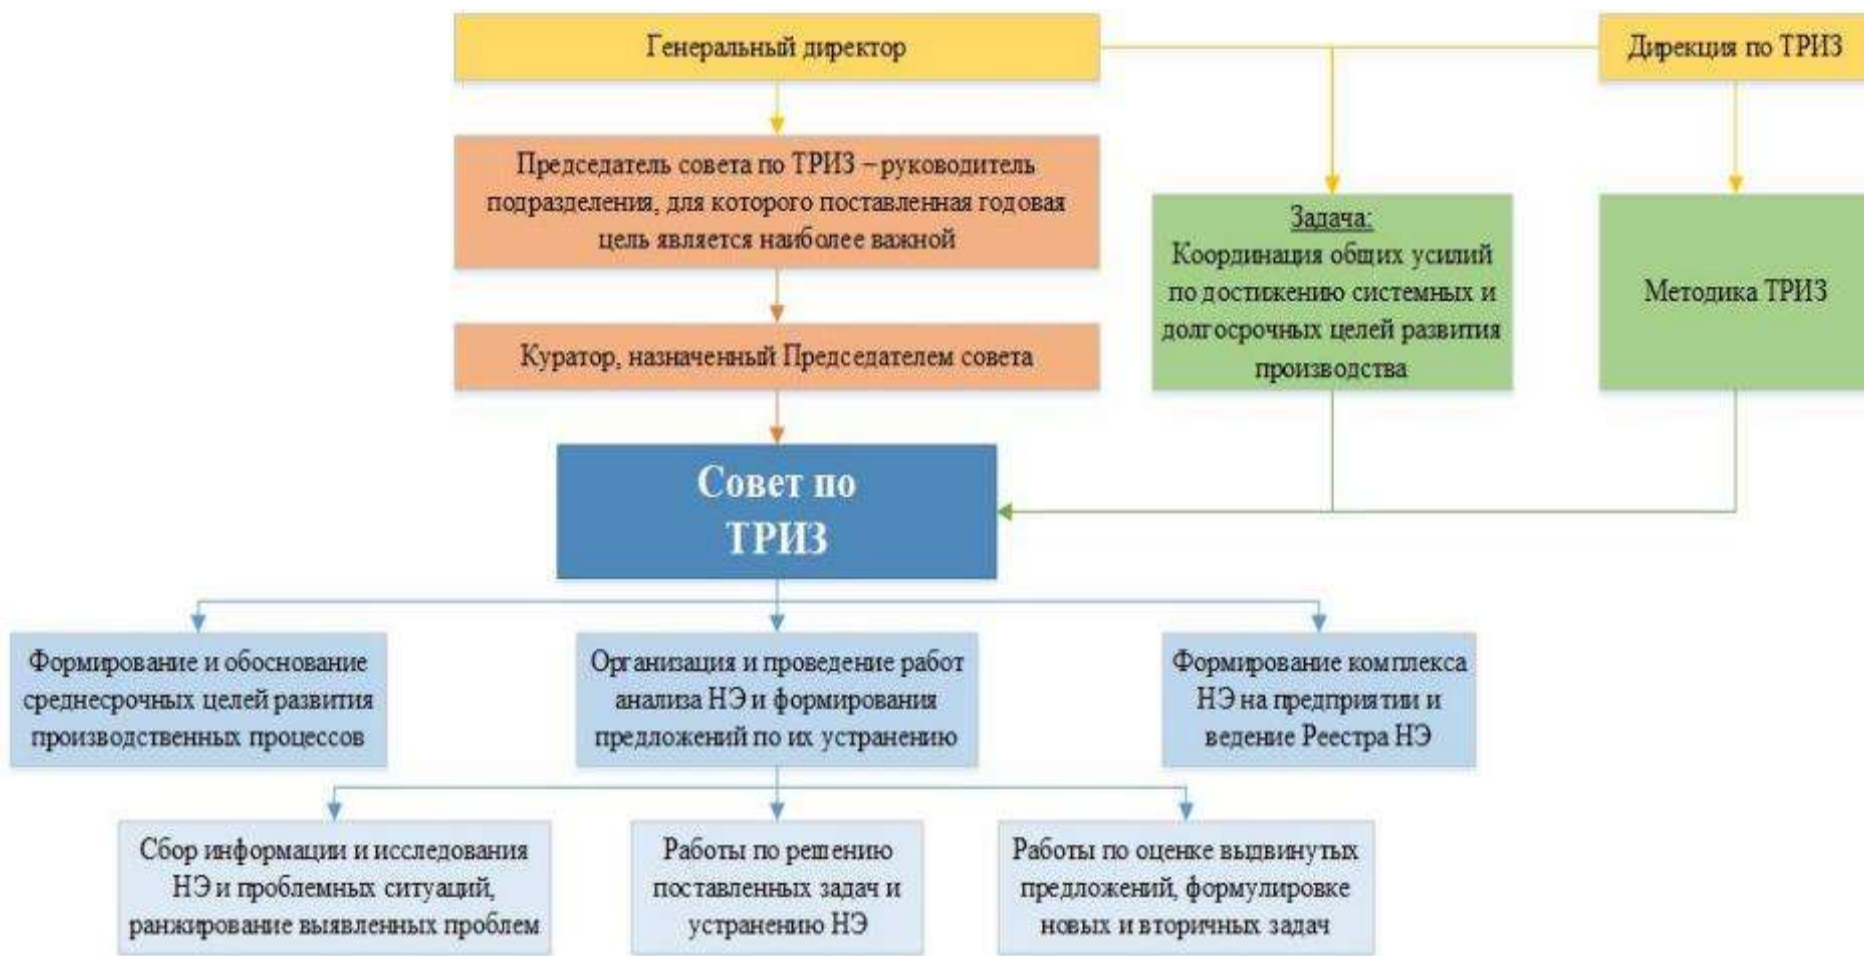 Генеральный директор
Дирекция по ТРИЗ
Председатель совета по ТРИЗ – руководитель
подразделения, для которого поставленная годовая
цель является наиболее важной
Задача:
Координация общих усилий
по достижению системных и
долгосрочных целей развития
производства
Методика ТРИЗ
Куратор, назначенный Председателем совета
Совет по
ТРИЗ
Формирование и обоснование
среднесрочных целей развития
производственных процессов
Организация и проведение работ
анализа НЭ и формирования
предложений по их устранению
Формирование комплекса
НЭ на предприятии и
ведение Реестра НЭ
Сбор информации и исследования
НЭ и проблемных ситуаций,
ранжирование выявленных проблем
Работы по решению
поставленных задач и
устранению НЭ
Работы по оценке выдвинутых
предложений, формулировке
новых и вторичных задач